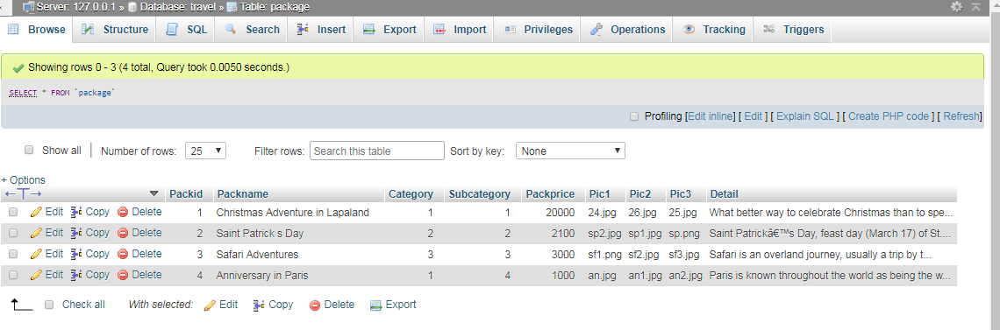 Server: 127.0.0.1 » Database: travel » Table: package
Browse Structure SQL Search Insert Export Import Privileges Operations Tracking Triggers
Showing rows 0 - 3 (4 total, Query took 0.0050 seconds.)
SELECT * FROM `package`
Profiling [Edit inline] [ Edit ] [ Explain SQL ] [ Create PHP code ] [ Refresh]
Show all Number of rows: 25 Filter rows: Search this table Sort by key: None
+ Options
←T→ Packid Packname Category Subcategory Packprice Pic1 Pic2 Pic3 Detail
Edit Copy Delete 1 Christmas Adventure in Lapaland 1 1 20000 24.jpg 26.jpg 25.jpg What better way to celebrate Christmas than to spe...
Edit Copy Delete 2 Saint Patrick s Day 2 2 2100 sp2.jpg sp1.jpg sp.png Saint Patrickâ€™s Day, feast day (March 17) of St....
Edit Copy Delete 3 Safari Adventures 3 3 3000 sf1.png sf2.jpg sf3.jpg Safari is an overland journey, usually a trip by t...
Edit Copy Delete 4 Anniversary in Paris 1 4 1000 an.jpg an1.jpg an2.jpg Paris is known throughout the world as being the w...
Check all With selected: Edit Copy Delete Export